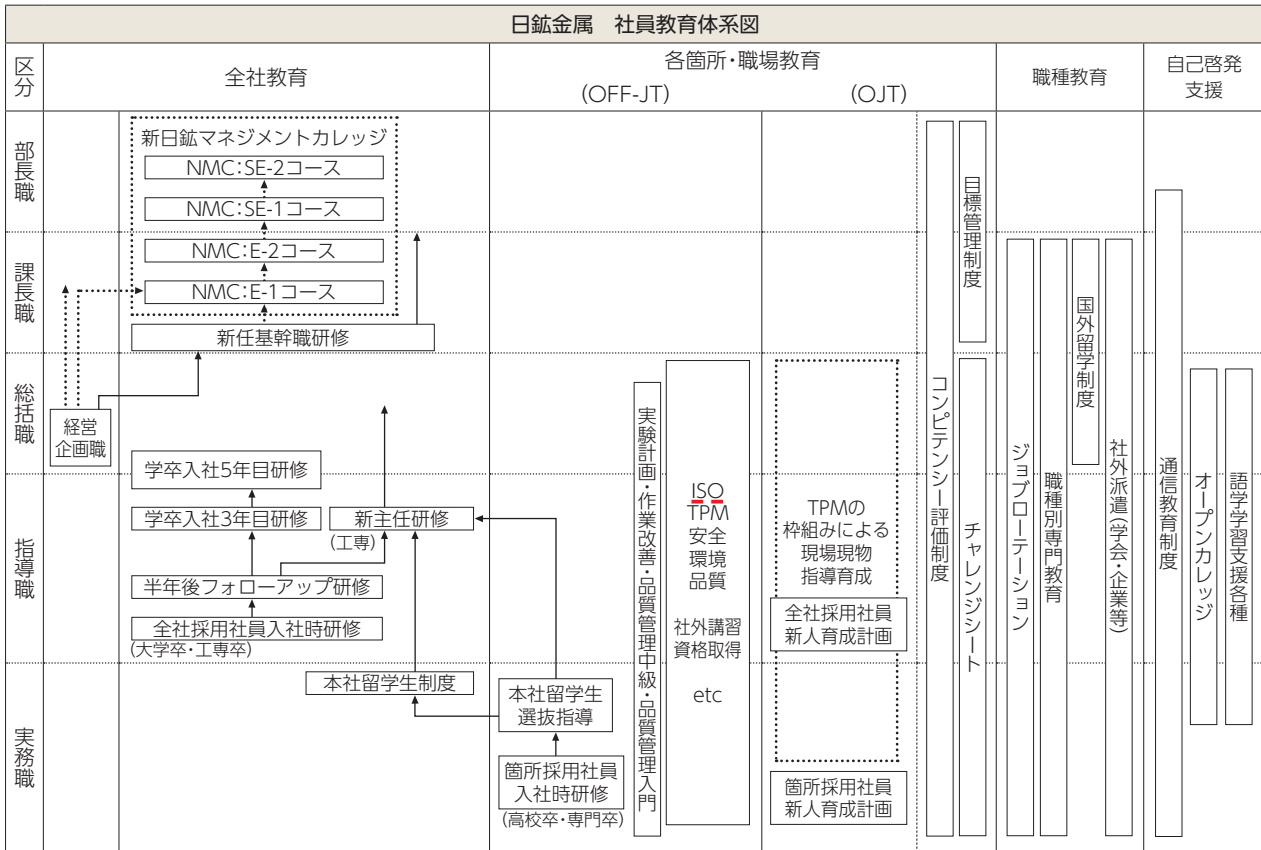 日鉱金属　社員教育体系図
区分
全社教育
各箇所・職場教育
(OFF-JT)
(OJT)
職種教育
自己啓発
支援
部長職
課長職
総括職
指導職
実務職
新日鉱マネジメントカレッジ
NMC:SE-2コース
NMC:SE-1コース
NMC:E-2コース
NMC:E-1コース
新任基幹職研修
経営
企画職
学卒入社5年目研修
学卒入社3年目研修
新主任研修
(工専)
半年後フォローアップ研修
全社採用社員入社時研修
(大学卒・工専卒)
本社留学生制度
本社留学生
選抜指導
箇所採用社員
入社時研修
(高校卒・専門卒)
実験計画・作業改善・品質管理中級・品質管理入門
ISO
TPM
安全
環境
品質
社外講習
資格取得
etc
TPMの
枠組みによる
現場現物
指導育成
全社採用社員
新人育成計画
箇所採用社員
新人育成計画
コンピテンシー評価制度
目標管理制度
チャレンジシート
ジョブローテーション
職種別専門教育
国外留学制度
社外派遣(学会・企業等)
通信教育制度
オープンカレッジ
語学学習支援各種